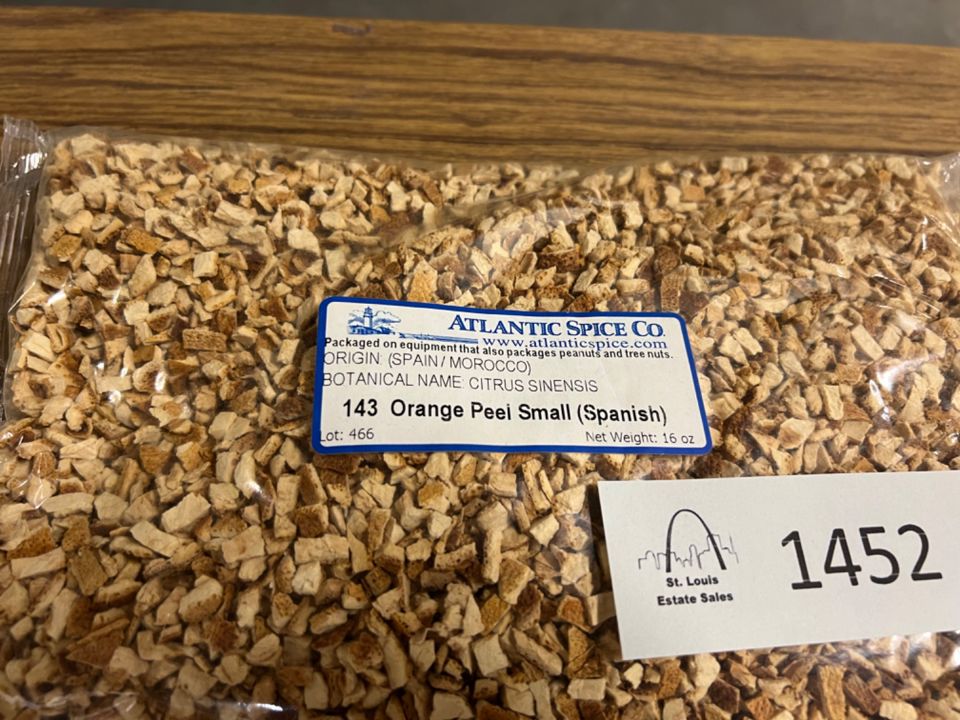 ATLANTIC SPICE CO.
www.atlanticspice.com
Packaged on equipment that also packages peanuts and tree nuts.
ORIGIN: (SPAIN / MOROCCO)
BOTANICAL NAME: CITRUS SINENSIS
143 Orange Peel Small (Spanish)
Lot: 466 Net Weight: 16 oz
St. Louis
Estate Sales
1452